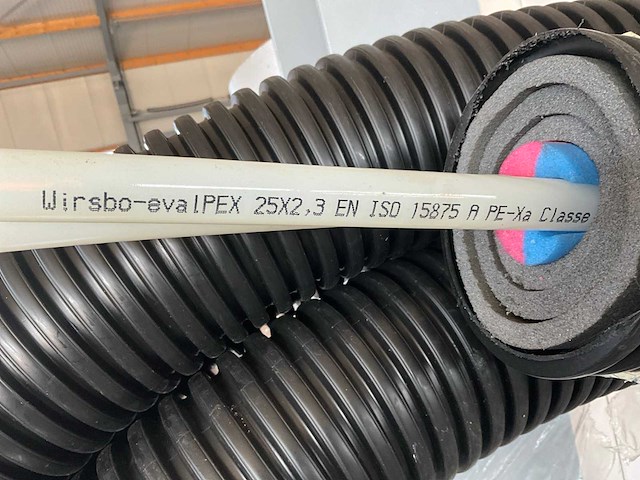 Wirsbo-evalPEX 25X2,3 EN ISO 15875 A PE-Xa Classe